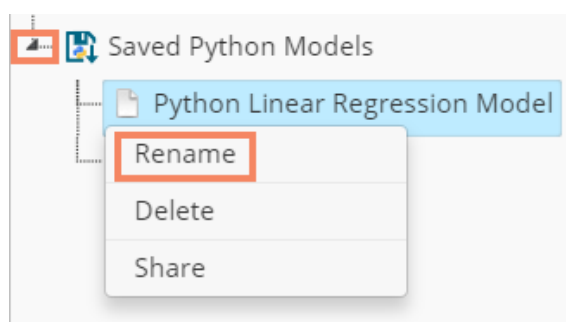 Saved Python Models
Python Linear Regression Model
Rename
Delete
Share